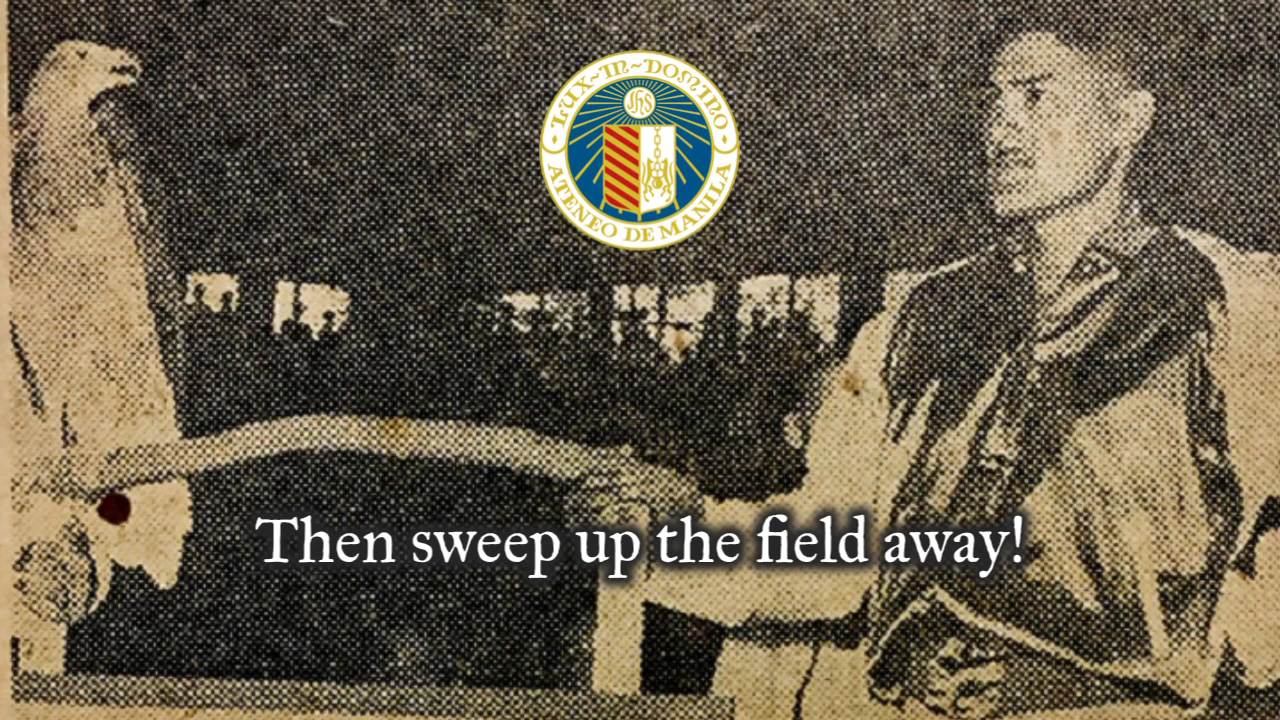 LUX~IN~DOMINO
IhS
ATENEO DE MANILA
Then sweep up the field away!